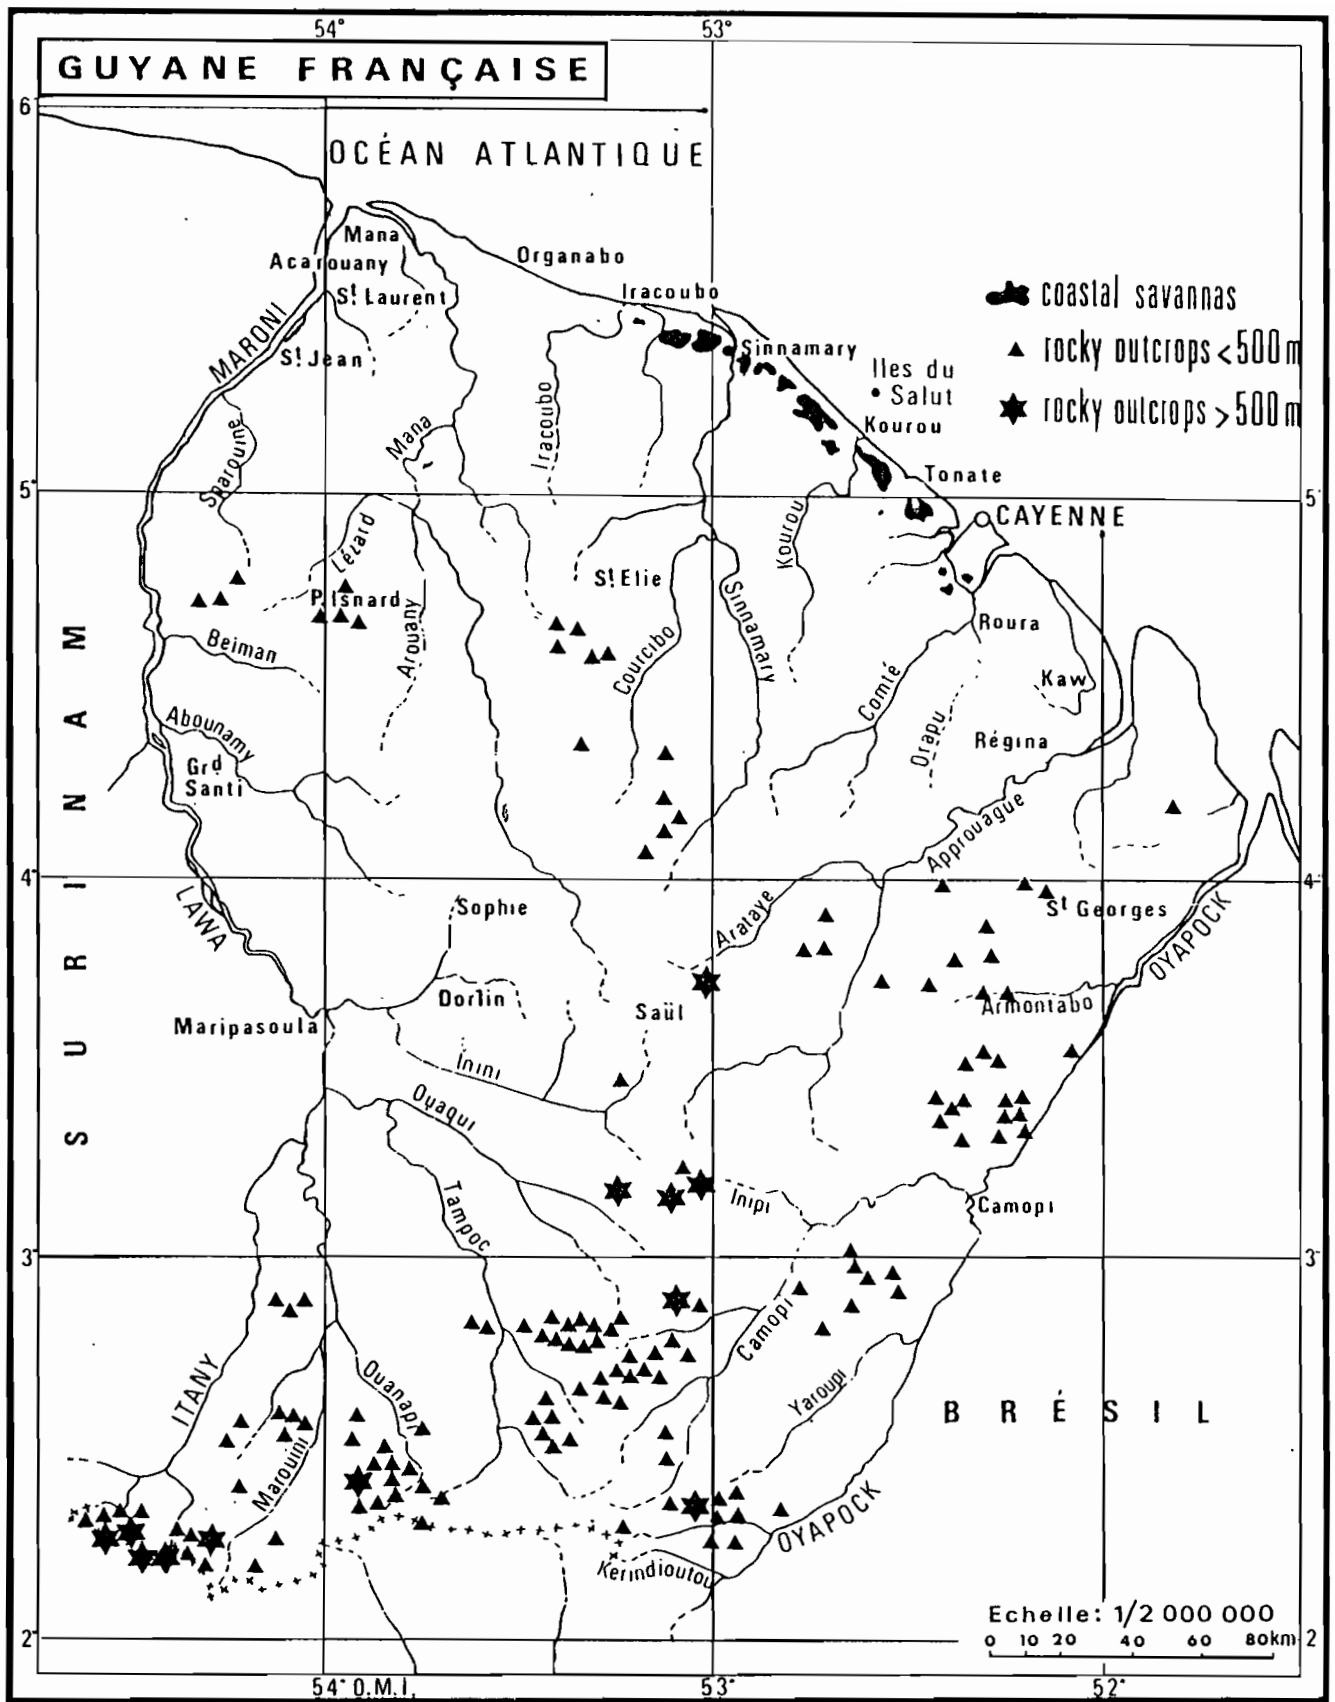 54°
53°
GUYANE FRANÇAISE
6°
OCÉAN ATLANTIQUE
Mana
Organabo
Acarouany
St Laurent
Iracoubo
coastal savannas
MARONI
St Jean
Sinnamary
rocky outcrops < 500 m
Iles du
Salut
rocky outcrops > 500 m
Kourou
Sparouine
Mana
Iracoubo
Tonate
5°
5°
CAYENNE
Lézard
Kourou
St Elie
Sinnamary
P. Isnard
Arouany
Roura
Beiman
Courcibo
Comté
Kaw
Orapu
Abounamy
Régina
Grd
Santi
Approuague
4°
4°
LAWA
Sophie
Arataye
St Georges
OYAPOCK
Dorlin
Saül
Armontabo
Maripasoula
Inini
SURINAM
Ouaqui
Tampoc
Inipi
Camopi
3°
3°
Camopi
ITANY
Ouanapi
Yaroupi
BRÉSIL
Marouini
OYAPOCK
Kerindioutou
Echelle: 1/2 000 000
0 10 20 40 60 80km
2°
2
54° O.M.I.
53°
52°